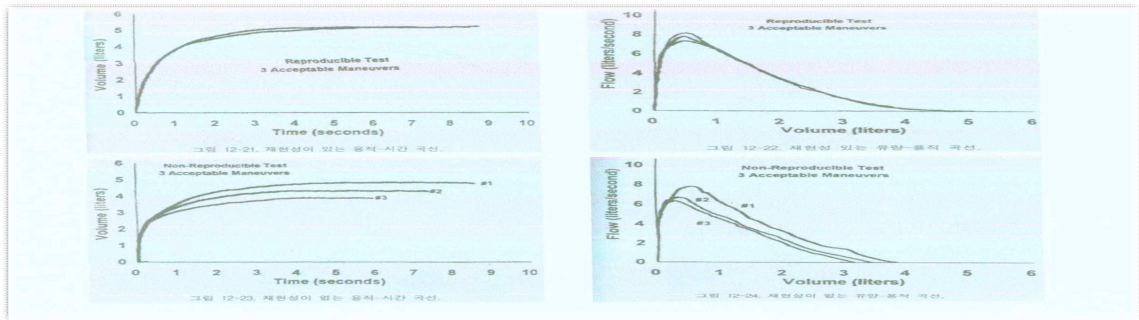 6
5
4
3
2
1
0
Volume (liters)
Reproducible Test
3 Acceptable Maneuvers
0 1 2 3 4 5 6 7 8 9 10
Time (seconds)
그림 12-21. 재현성이 있는 용적-시간 곡선.
10
8
6
4
2
0
Flow (liters/second)
Reproducible Test
3 Acceptable Maneuvers
0 1 2 3 4 5 6
Volume (liters)
그림 12-22. 재현성 있는 유량-용적 곡선.
6
5
4
3
2
1
0
Volume (liters)
Non-Reproducible Test
3 Acceptable Maneuvers
#1
#2
#3
0 1 2 3 4 5 6 7 8 9 10
Time (seconds)
그림 12-23. 재현성이 없는 용적-시간 곡선.
10
8
6
4
2
0
Flow (liters/second)
Non-Reproducible Test
3 Acceptable Maneuvers
#1
#2
#3
0 1 2 3 4 5 6
Volume (liters)
그림 12-24. 재현성이 없는 유량-용적 곡선.